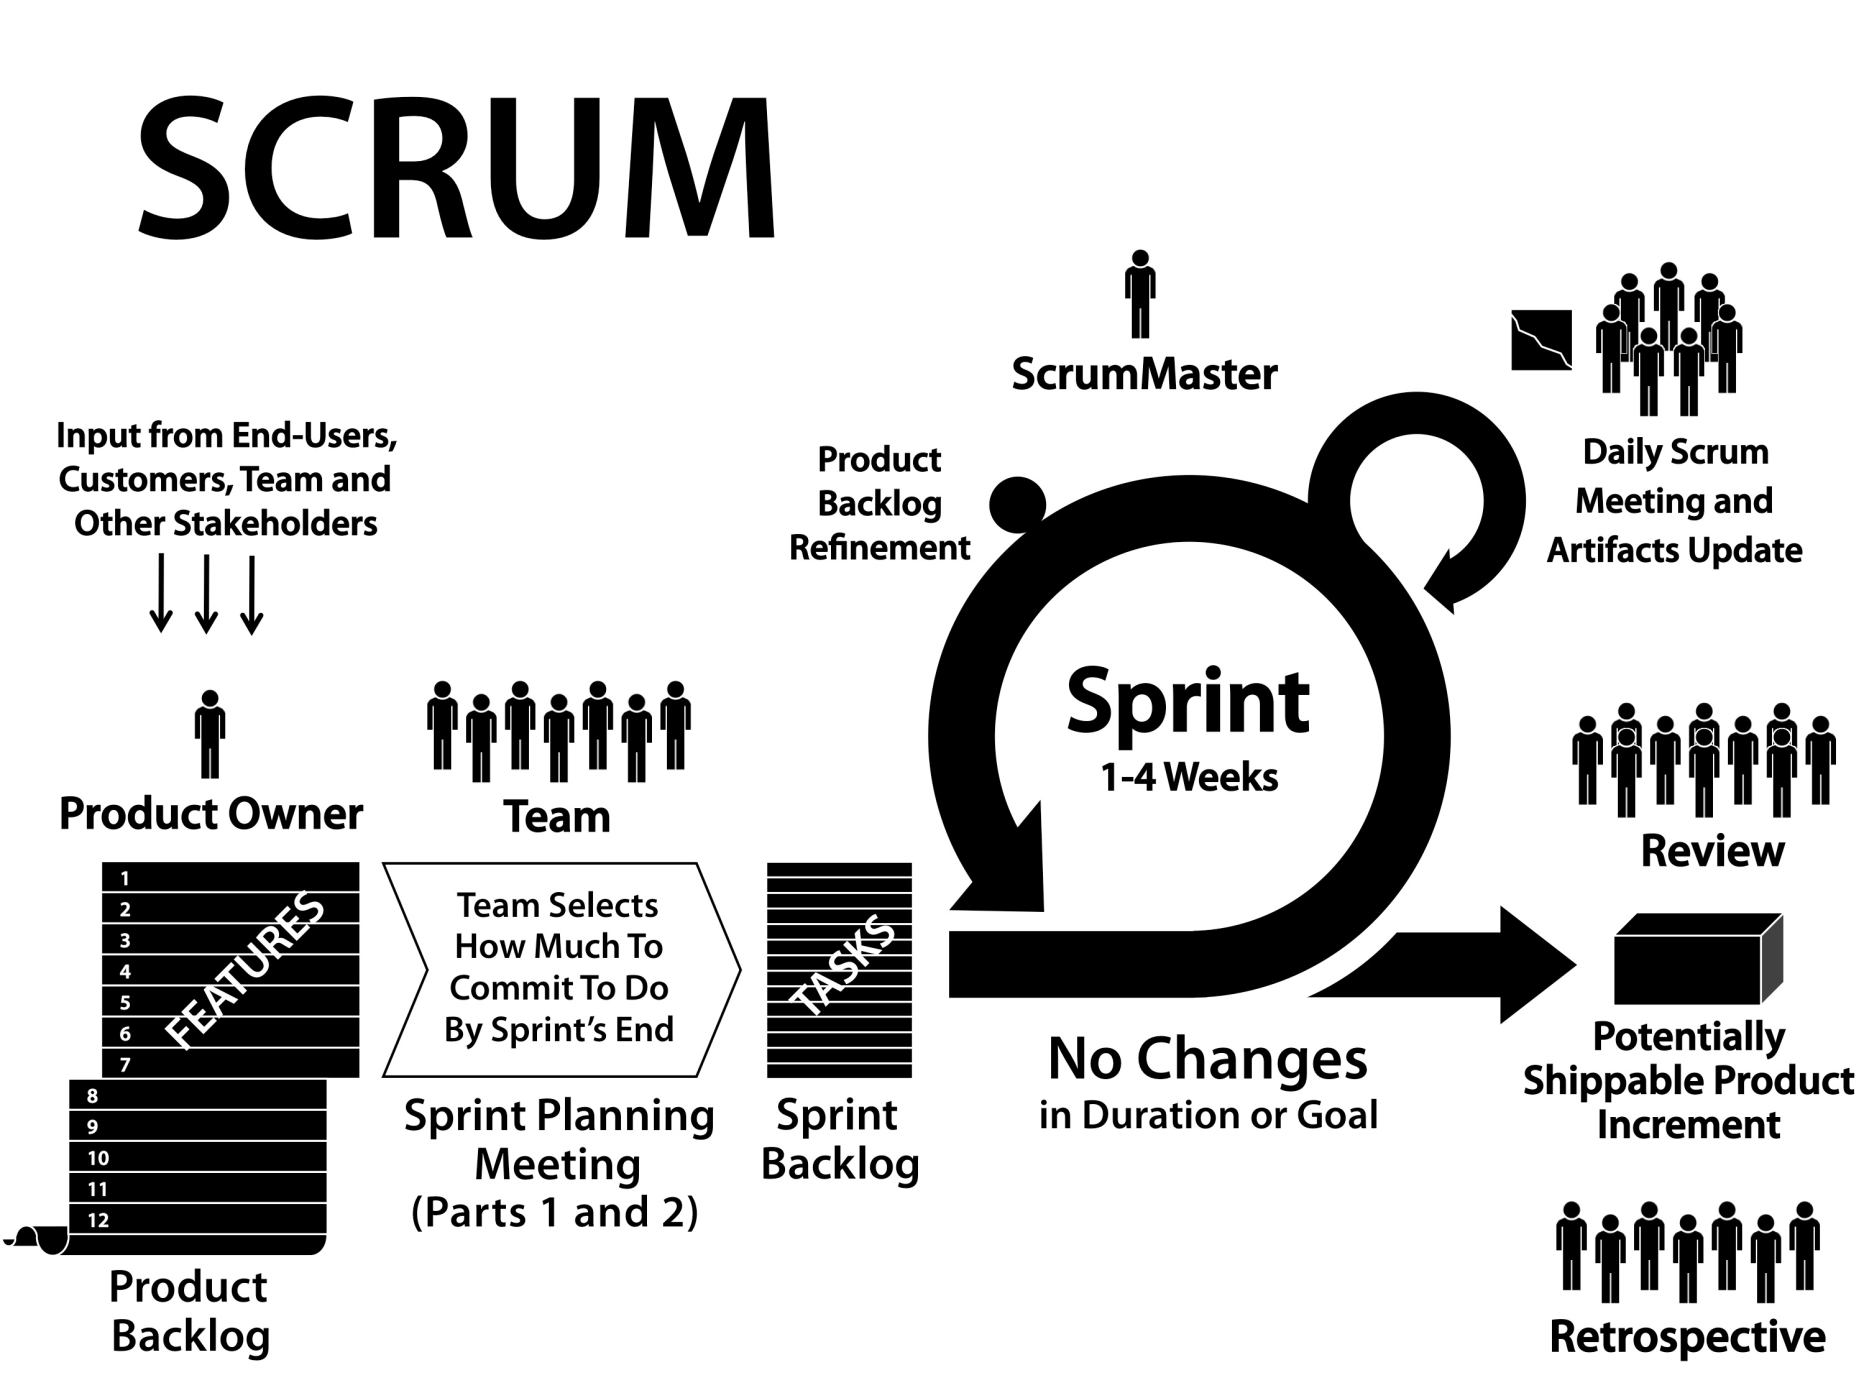 SCRUM
Input from End-Users,
Customers, Team and
Other Stakeholders
Product Owner
1
2
3
4
5
6
7
FEATURES
8
9
10
11
12
Product
Backlog
Team
Team Selects
How Much To
Commit To Do
By Sprint’s End
Sprint Planning
Meeting
(Parts 1 and 2)
TASKS
Sprint
Backlog
ScrumMaster
Product
Backlog
Refinement
Sprint
1-4 Weeks
No Changes
in Duration or Goal
Daily Scrum
Meeting and
Artifacts Update
Review
Potentially
Shippable Product
Increment
Retrospective